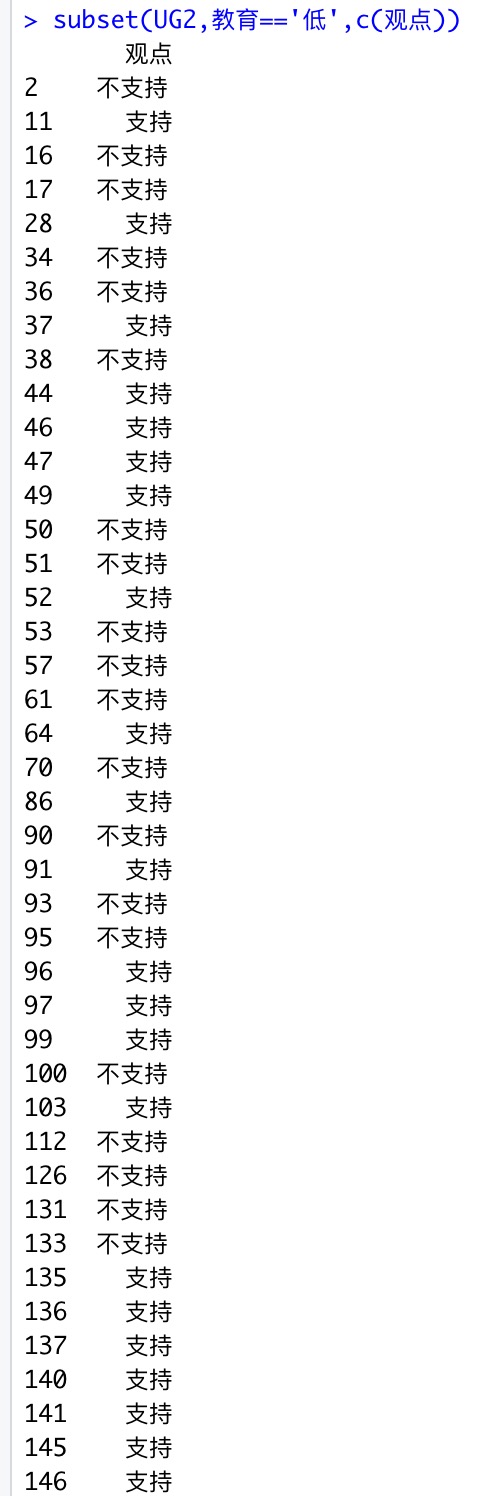 > subset(UG2,教育=='低',c(观点))
观点
2 不支持
11 支持
16 不支持
17 不支持
28 支持
34 不支持
36 不支持
37 支持
38 不支持
44 支持
46 支持
47 支持
49 支持
50 不支持
51 不支持
52 支持
53 不支持
57 不支持
61 不支持
64 支持
70 不支持
86 支持
90 不支持
91 支持
93 不支持
95 不支持
96 支持
97 支持
99 支持
100 不支持
103 支持
112 不支持
126 不支持
131 不支持
133 不支持
135 支持
136 支持
137 支持
140 支持
141 支持
145 支持
146 支持